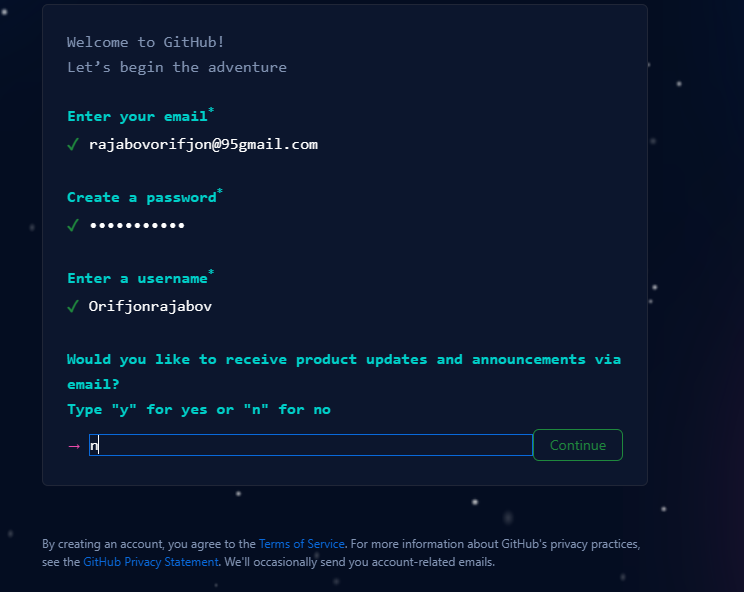 Welcome to GitHub!
Let’s begin the adventure
Enter your email*
✓ rajabovorifjon@95gmail.com
Create a password*
✓ •••••••••••
Enter a username*
✓ Orifjonrajabov
Would you like to receive product updates and announcements via
email?
Type "y" for yes or "n" for no
→ n Continue
By creating an account, you agree to the Terms of Service. For more information about GitHub's privacy practices,
see the GitHub Privacy Statement. We'll occasionally send you account-related emails.